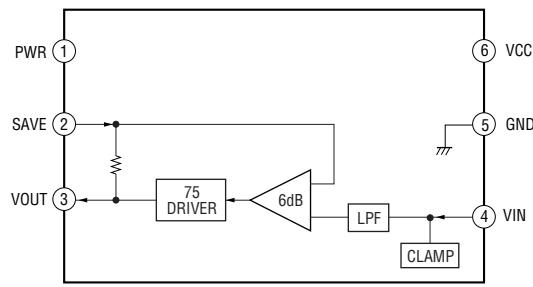 PWR 1
6 VCC
SAVE 2
5 GND
VOUT 3
75
DRIVER
6dB
LPF
4 VIN
CLAMP